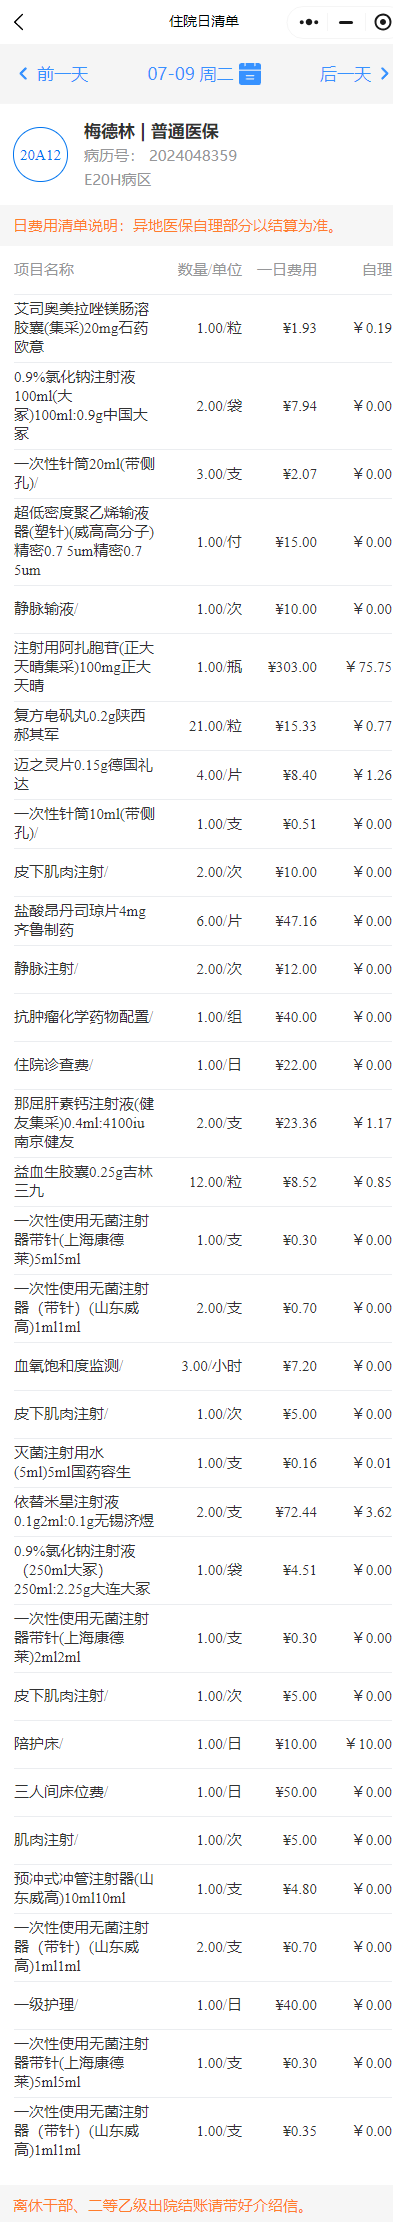 住院日清单
前一天 07-09 周二 后一天
20A12
梅德林 | 普通医保
病历号： 2024048359
E20H病区
日费用清单说明：异地医保自理部分以结算为准。
项目名称 数量/单位 一日费用 自理
艾司奥美拉唑镁肠溶
胶囊(集采)20mg石药 1.00/粒 ¥1.93 ￥0.19
欧意
0.9%氯化钠注射液
100ml(大
冢)100ml:0.9g中国大 2.00/袋 ¥7.94 ￥0.00
冢
一次性针筒20ml(带侧
孔)/ 3.00/支 ¥2.07 ￥0.00
超低密度聚乙烯输液
器(塑针)(威高高分子)
精密0.7 5um精密0.7 1.00/付 ¥15.00 ￥0.00
5um
静脉输液/ 1.00/次 ¥10.00 ￥0.00
注射用阿扎胞苷(正大
天晴集采)100mg正大 1.00/瓶 ¥303.00 ￥75.75
天晴
复方皂矾丸0.2g陕西
郝其军 21.00/粒 ¥15.33 ￥0.77
迈之灵片0.15g德国礼
达 4.00/片 ¥8.40 ￥1.26
一次性针筒10ml(带侧
孔)/ 1.00/支 ¥0.51 ￥0.00
皮下肌肉注射/ 2.00/次 ¥10.00 ￥0.00
盐酸昂丹司琼片4mg
齐鲁制药 6.00/片 ¥47.16 ￥0.00
静脉注射/ 2.00/次 ¥12.00 ￥0.00
抗肿瘤化学药物配置/ 1.00/组 ¥40.00 ￥0.00
住院诊查费/ 1.00/日 ¥22.00 ￥0.00
那屈肝素钙注射液(健
友集采)0.4ml:4100iu 2.00/支 ¥23.36 ￥1.17
南京健友
益血生胶囊0.25g吉林
三九 12.00/粒 ¥8.52 ￥0.85
一次性使用无菌注射
器带针(上海康德 1.00/支 ¥0.30 ￥0.00
莱)5ml5ml
一次性使用无菌注射
器（带针）(山东威 2.00/支 ¥0.70 ￥0.00
高)1ml1ml
血氧饱和度监测/ 3.00/小时 ¥7.20 ￥0.00
皮下肌肉注射/ 1.00/次 ¥5.00 ￥0.00
灭菌注射用水
(5ml)5ml国药容生 1.00/支 ¥0.16 ￥0.01
依替米星注射液
0.1g2ml:0.1g无锡济煜 2.00/支 ¥72.44 ￥3.62
0.9%氯化钠注射液
（250ml大冢） 1.00/袋 ¥4.51 ￥0.00
250ml:2.25g大连大冢
一次性使用无菌注射
器带针(上海康德 1.00/支 ¥0.30 ￥0.00
莱)2ml2ml
皮下肌肉注射/ 1.00/次 ¥5.00 ￥0.00
陪护床/ 1.00/日 ¥10.00 ￥10.00
三人间床位费/ 1.00/日 ¥50.00 ￥0.00
肌肉注射/ 1.00/次 ¥5.00 ￥0.00
预冲式冲管注射器(山
东威高)10ml10ml 1.00/支 ¥4.80 ￥0.00
一次性使用无菌注射
器（带针）(山东威 2.00/支 ¥0.70 ￥0.00
高)1ml1ml
一级护理/ 1.00/日 ¥40.00 ￥0.00
一次性使用无菌注射
器带针(上海康德 1.00/支 ¥0.30 ￥0.00
莱)5ml5ml
一次性使用无菌注射
器（带针）(山东威 1.00/支 ¥0.35 ￥0.00
高)1ml1ml
离休干部、二等乙级出院结账请带好介绍信。